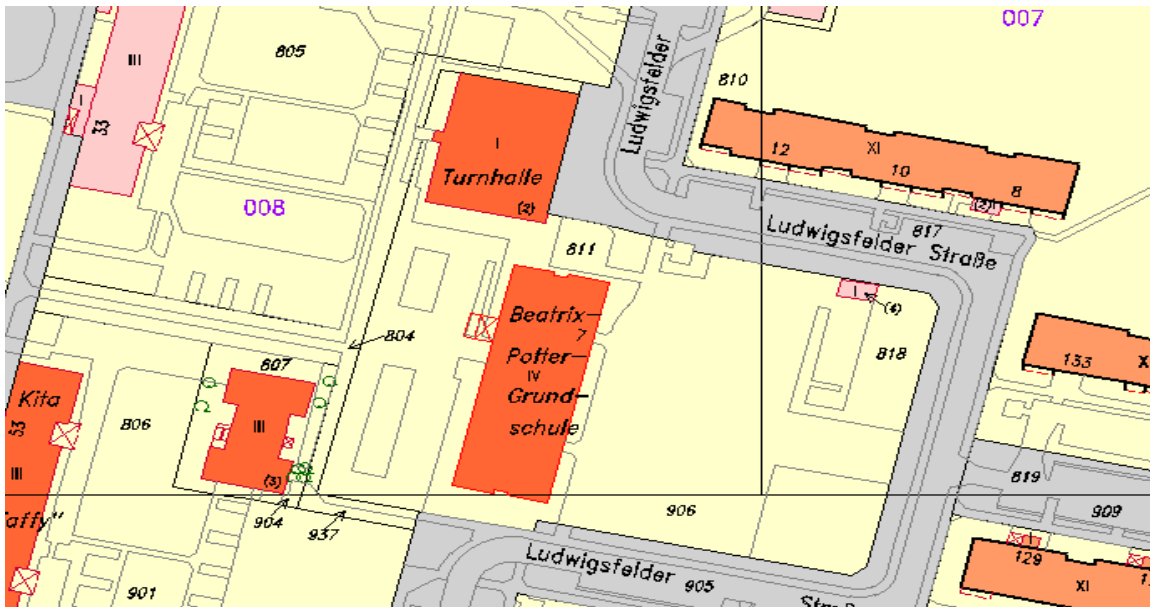 007
805
III
I
33
810
Ludwigsfelder
I
Turnhalle
(2)
12
XI
10
8
(2)
008
817
Ludwigsfelder Straße
811
I
(4)
Beatrix-
7
Potter-
IV
Grund-
schule
804
818
807
133
X
Kita
53
III
806
III
(3)
819
904
937
906
909
Ludwigsfelder
905
129
XI
901